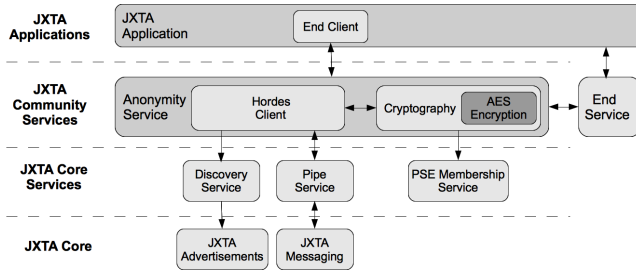 JXTA
Applications
JXTA
Application
End Client
JXTA
Community
Services
Anonymity
Service
Hordes
Client
Cryptography
AES
Encryption
End
Service
JXTA Core
Services
Discovery
Service
Pipe
Service
PSE Membership
Service
JXTA Core
JXTA
Advertisements
JXTA
Messaging